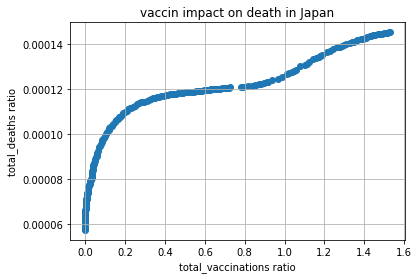 vaccin impact on death in Japan
total_deaths ratio
0.00014
0.00012
0.00010
0.00008
0.00006
0.0 0.2 0.4 0.6 0.8 1.0 1.2 1.4 1.6
total_vaccinations ratio